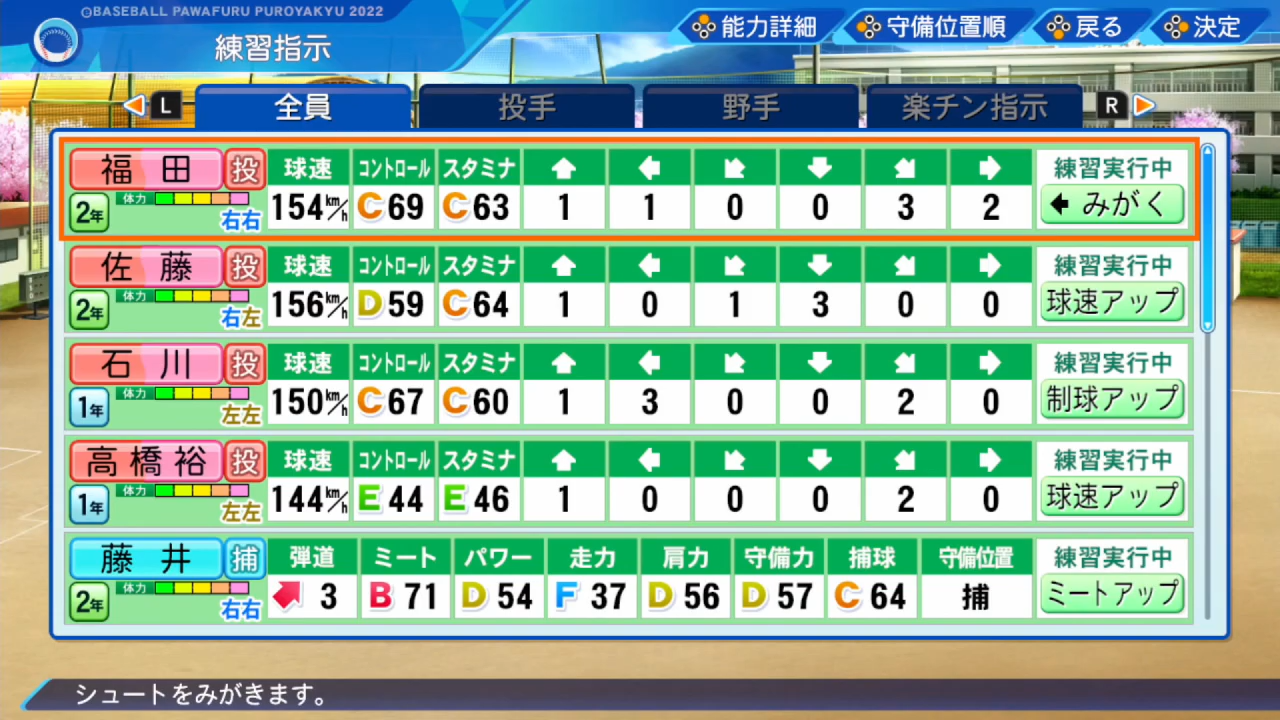 ©BASEBALL PAWAFURU PUROYAKYU 2022
練習指示
能力詳細 守備位置順 戻る 決定
L 全員 投手 野手 楽チン指示 R
福田 投 球速 コントロール スタミナ 練習実行中
2年 体力 右右 154km/h C69 C63 1 1 0 0 3 2 みがく
佐藤 投 球速 コントロール スタミナ 練習実行中
2年 体力 右左 156km/h D59 C64 1 0 1 3 0 0 球速アップ
石川 投 球速 コントロール スタミナ 練習実行中
1年 体力 左左 150km/h C67 C60 1 3 0 0 2 0 制球アップ
高橋裕 投 球速 コントロール スタミナ 練習実行中
1年 体力 左左 144km/h E44 E46 1 0 0 0 2 0 球速アップ
藤井 捕 弾道 ミート パワー 走力 肩力 守備力 捕球 守備位置 練習実行中
2年 体力 右右 3 B71 D54 F37 D56 D57 C64 捕 ミートアップ
シュートをみがきます。